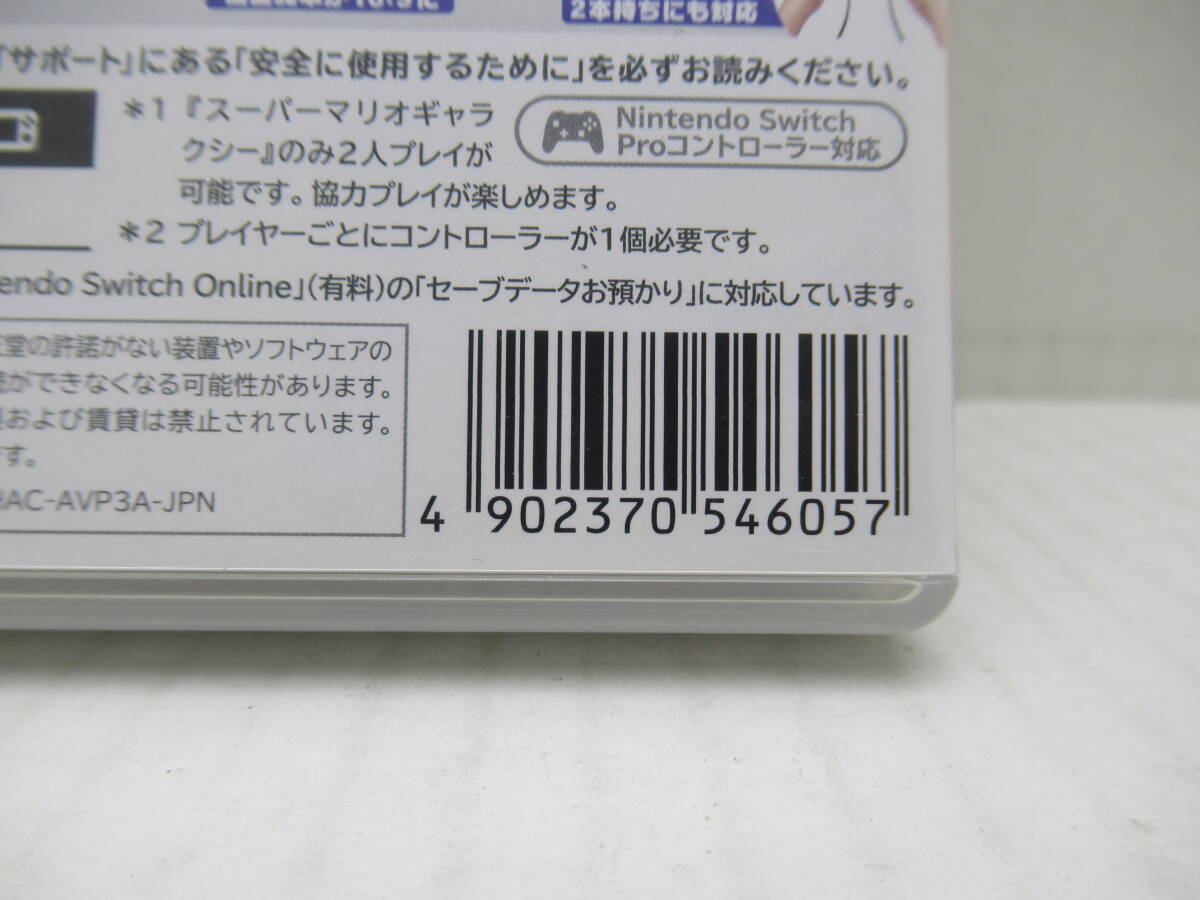 2本持ちにも対応
「サポート」にある「安全に使用するために」を必ずお読みください。
*1 『スーパーマリオギャラ
クシー』のみ2人プレイが
可能です。協力プレイが楽しめます。
Nintendo Switch
Proコントローラー対応
*2 プレイヤーごとにコントローラーが1個必要です。
endo Switch Online」(有料)の「セーブデータお預かり」に対応しています。
堂の許諾がない装置やソフトウェアの
ができなくなる可能性があります。
および賃貸は禁止されています。
です。
HAC-AVP3A-JPN
4 902370 546057